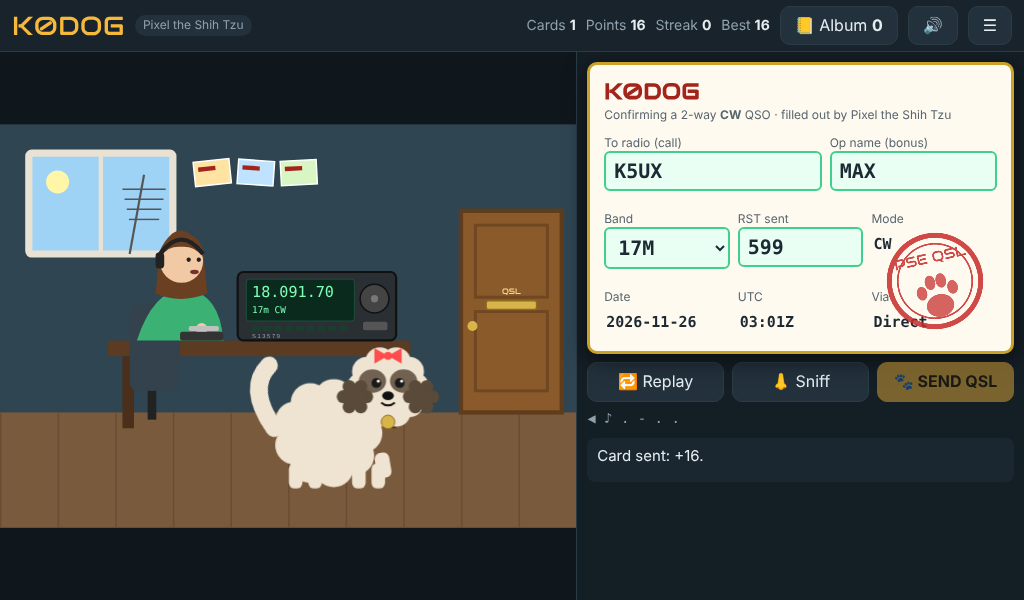 KØDOG Pixel the Shih Tzu Cards 1 Points 16 Streak 0 Best 16 📒 Album 0 🔊 ☰
QSL
18.091.70
17m CW
S13579
KØDOG
Confirming a 2-way CW QSO · filled out by Pixel the Shih Tzu
To radio (call) Op name (bonus)
K5UX MAX
Band RST sent Mode
17M 599 CW
PSE QSL
Date UTC Via
2026-11-26 03:01Z Direct
🔁 Replay 👃 Sniff 🐾 SEND QSL
◀ ♪ . - . .
Card sent: +16.